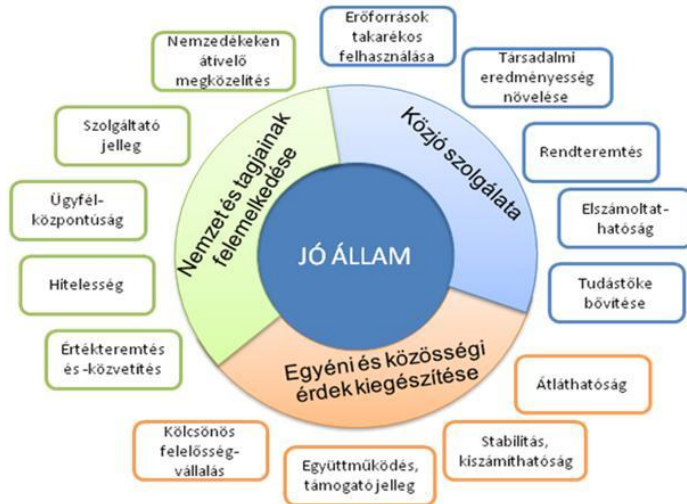 Erőforrások
takarékos
felhasználása
Nemzedékeken
átívelő
megközelítés
Társadalmi
eredményesség
növelése
Szolgáltató
jelleg
Rendteremtés
Ügyfél-
központúság
Elszámoltat-
hatóság
Hitelesség
Tudástőke
bővítése
Értékteremtés
és -közvetítés
Átláthatóság
Kölcsönös
felelősség-
vállalás
Együttműködés,
támogató jelleg
Stabilitás,
kiszámíthatóság
Nemzet és tagjainak
felemelkedése
Közjó szolgálata
JÓ ÁLLAM
Egyéni és közösségi
érdek kiegészítése